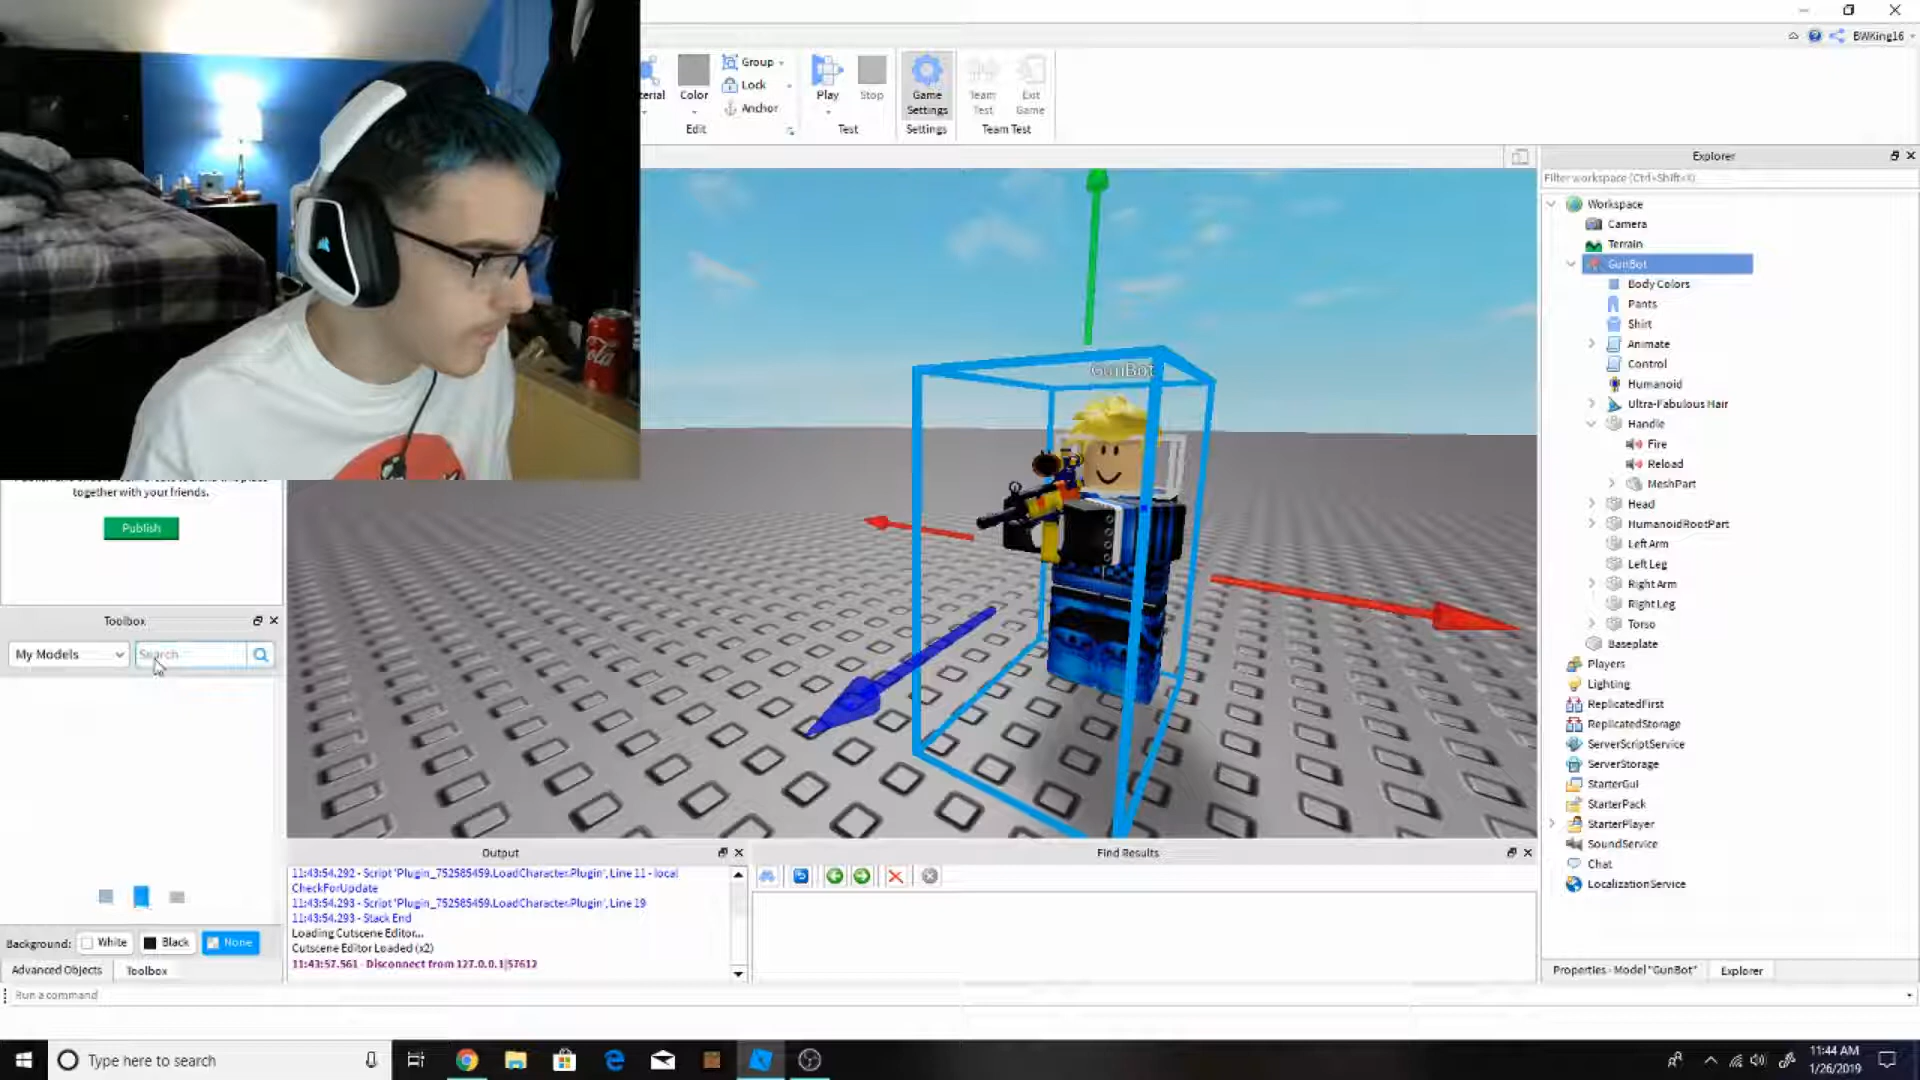 BWKing16
Group
Lock
Anchor
Color
Edit
Play
Stop
Test
Game
Settings
Settings
Team
Test
Exit
Game
Team Test
Cola
together with your friends.
Publish
Toolbox
My Models
Search
Background:
White
Black
None
Advanced Objects
Toolbox
Run a command
GunBot
Output
11:43:54.292 - Script 'Plugin_752585459.LoadCharacter.Plugin', Line 11 - local
CheckForUpdate
11:43:54.293 - Script 'Plugin_752585459.LoadCharacter.Plugin', Line 19
11:43:54.293 - Stack End
Loading Cutscene Editor...
Cutscene Editor Loaded (x2)
11:43:57.561 - Disconnect from 127.0.0.1|57612
Find Results
Explorer
Filter workspace (Ctrl+Shift+X)
Workspace
Camera
Terrain
GunBot
Body Colors
Pants
Shirt
Animate
Control
Humanoid
Ultra-Fabulous Hair
Handle
Fire
Reload
MeshPart
Head
HumanoidRootPart
Left Arm
Left Leg
Right Arm
Right Leg
Torso
Baseplate
Players
Lighting
ReplicatedFirst
ReplicatedStorage
ServerScriptService
ServerStorage
StarterGui
StarterPack
StarterPlayer
SoundService
Chat
LocalizationService
Properties - Model "GunBot"
Explorer
Type here to search
11:44 AM
1/26/2019